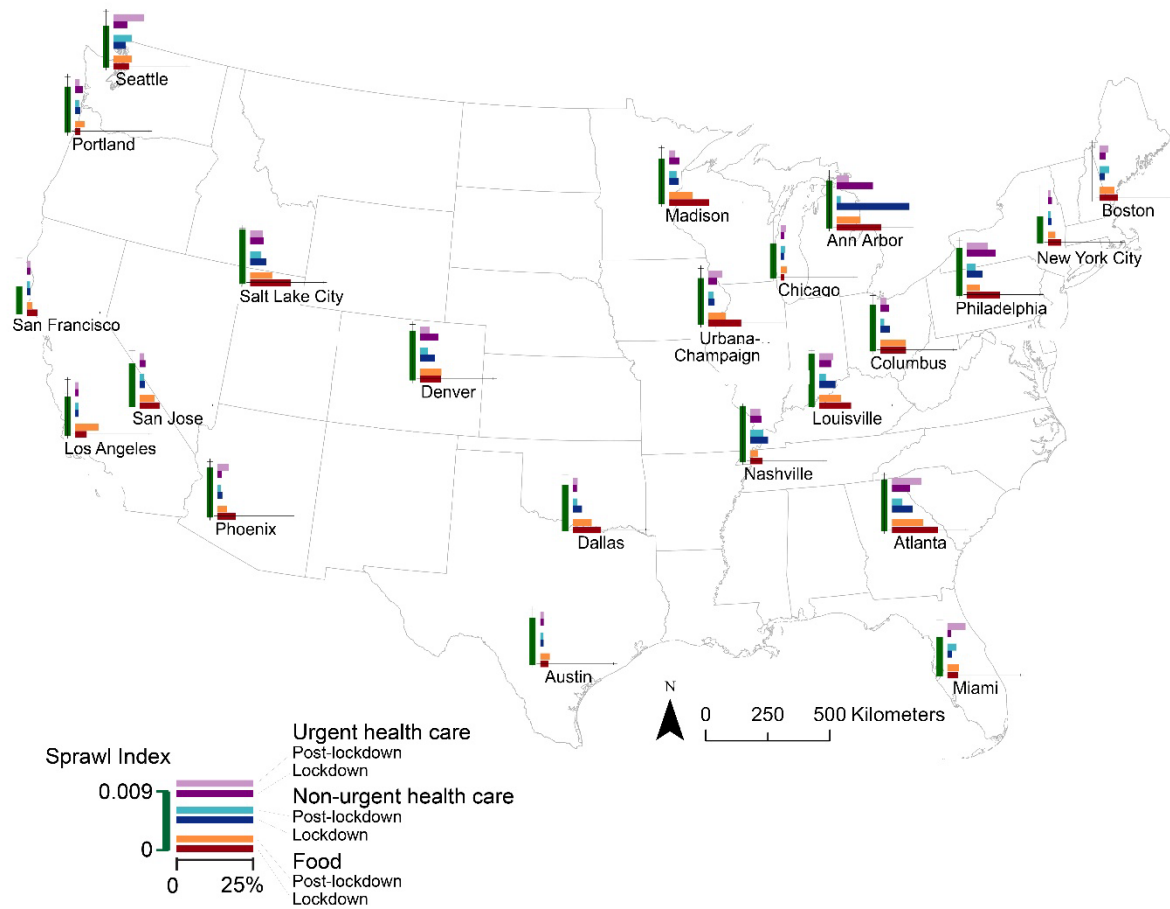 Seattle
Portland
Boston
Madison
Ann Arbor
New York City
Salt Lake City
Chicago
Philadelphia
San Francisco
Urbana-
Champaign
Columbus
Denver
San Jose
Louisville
Los Angeles
Nashville
Phoenix
Dallas
Atlanta
Austin
Miami
N
0 250 500 Kilometers
Urgent health care
Post-lockdown
Lockdown
Sprawl Index
0.009
Non-urgent health care
Post-lockdown
Lockdown
0
Food
Post-lockdown
Lockdown
0 25%